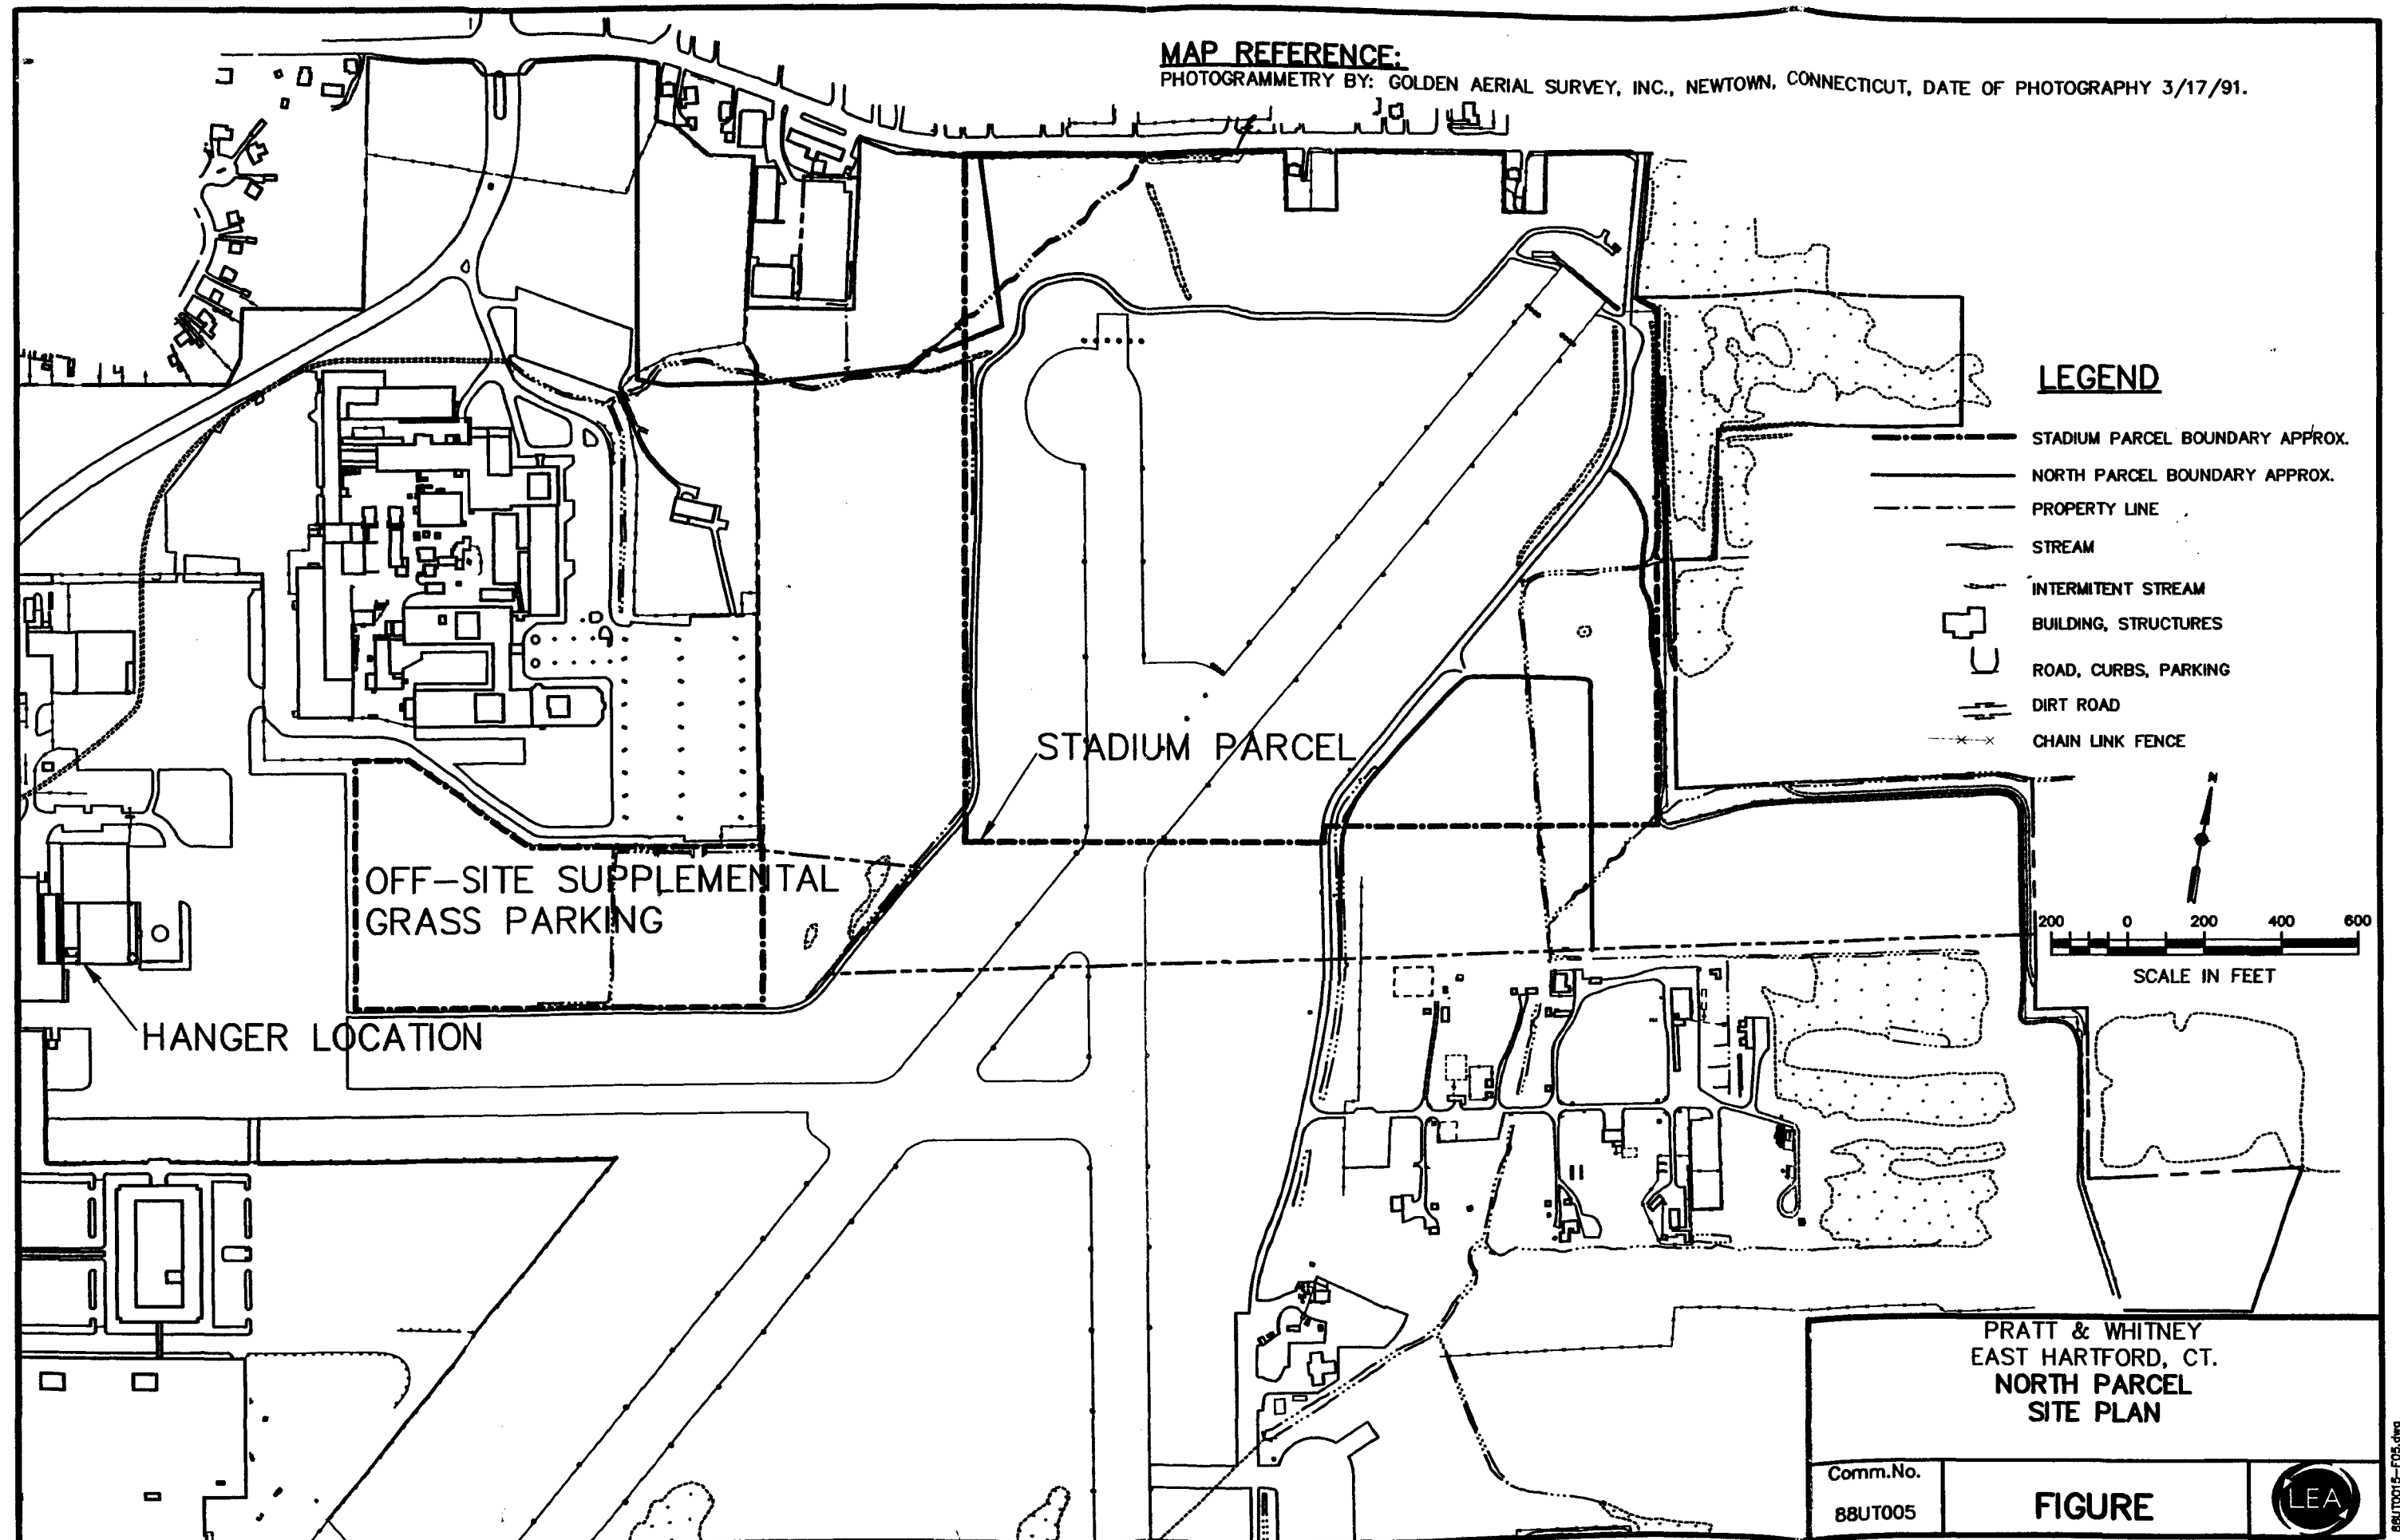 MAP REFERENCE:
PHOTOGRAMMETRY BY: GOLDEN AERIAL SURVEY, INC., NEWTOWN, CONNECTICUT, DATE OF PHOTOGRAPHY 3/17/91.
LEGEND
STADIUM PARCEL BOUNDARY APPROX.
NORTH PARCEL BOUNDARY APPROX.
PROPERTY LINE
STREAM
INTERMITENT STREAM
BUILDING, STRUCTURES
ROAD, CURBS, PARKING
DIRT ROAD
CHAIN LINK FENCE
STADIUM PARCEL
OFF-SITE SUPPLEMENTAL
GRASS PARKING
HANGER LOCATION
N
200 0 200 400 600
SCALE IN FEET
PRATT & WHITNEY
EAST HARTFORD, CT.
NORTH PARCEL
SITE PLAN
Comm.No.
88UT005
FIGURE
LEA